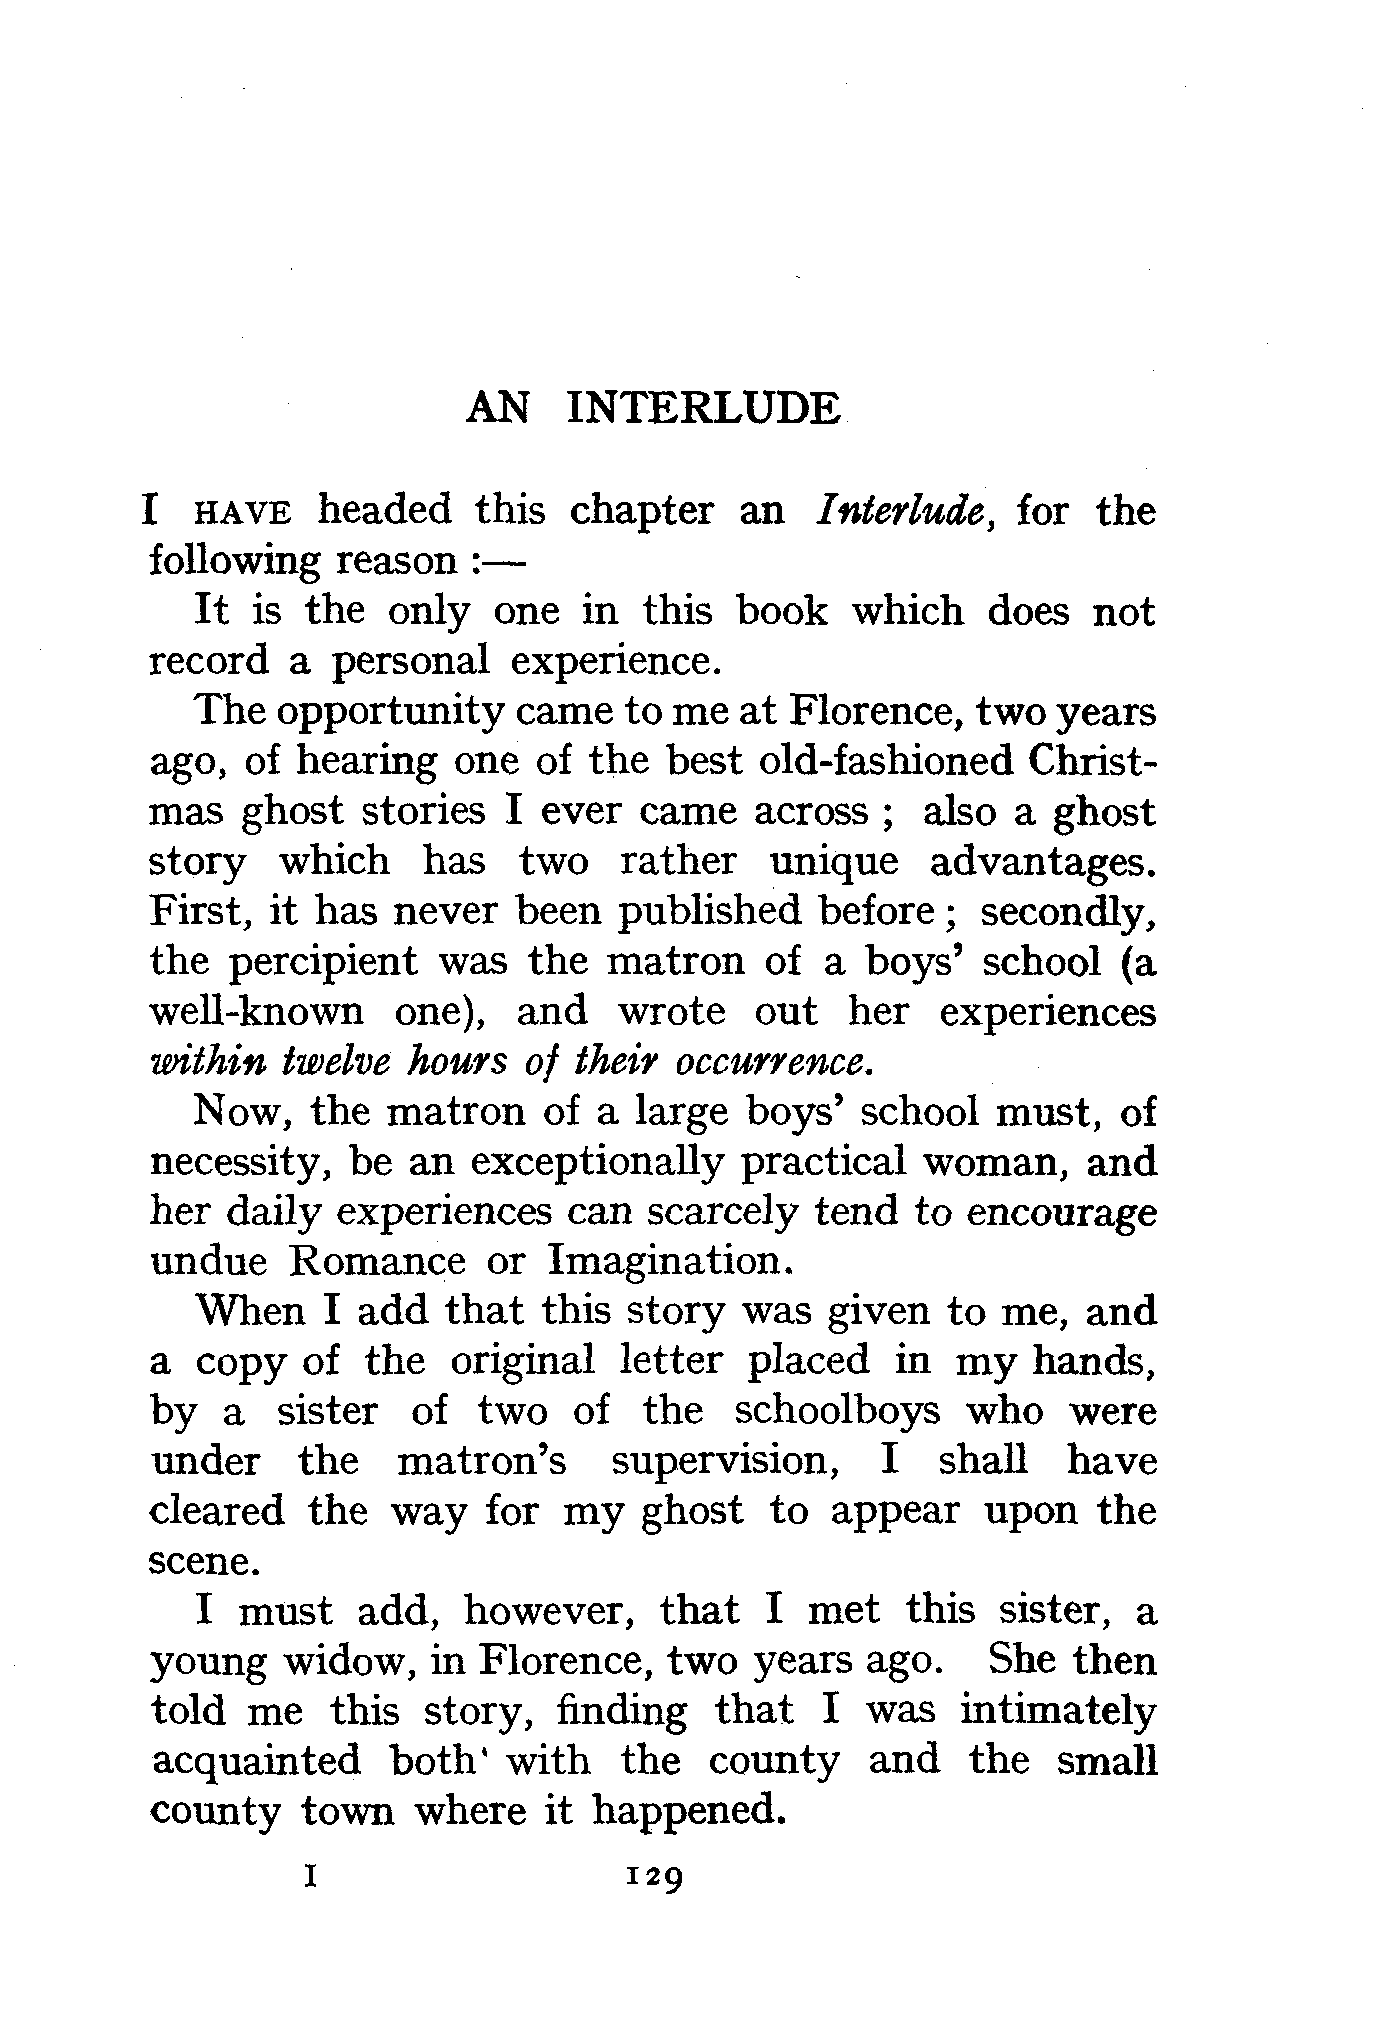 AN INTERLUDE
I HAVE headed this chapter an Interlude, for the
following reason :—
It is the only one in this book which does not
record a personal experience.
The opportunity came to me at Florence, two years
ago, of hearing one of the best old-fashioned Christ-
mas ghost stories I ever came across ; also a ghost
story which has two rather unique advantages.
First, it has never been published before ; secondly,
the percipient was the matron of a boys' school (a
well-known one), and wrote out her experiences
within twelve hours of their occurrence.
Now, the matron of a large boys' school must, of
necessity, be an exceptionally practical woman, and
her daily experiences can scarcely tend to encourage
undue Romance or Imagination.
When I add that this story was given to me, and
a copy of the original letter placed in my hands,
by a sister of two of the schoolboys who were
under the matron's supervision, I shall have
cleared the way for my ghost to appear upon the
scene.
I must add, however, that I met this sister, a
young widow, in Florence, two years ago. She then
told me this story, finding that I was intimately
acquainted both' with the county and the small
county town where it happened.
I 129